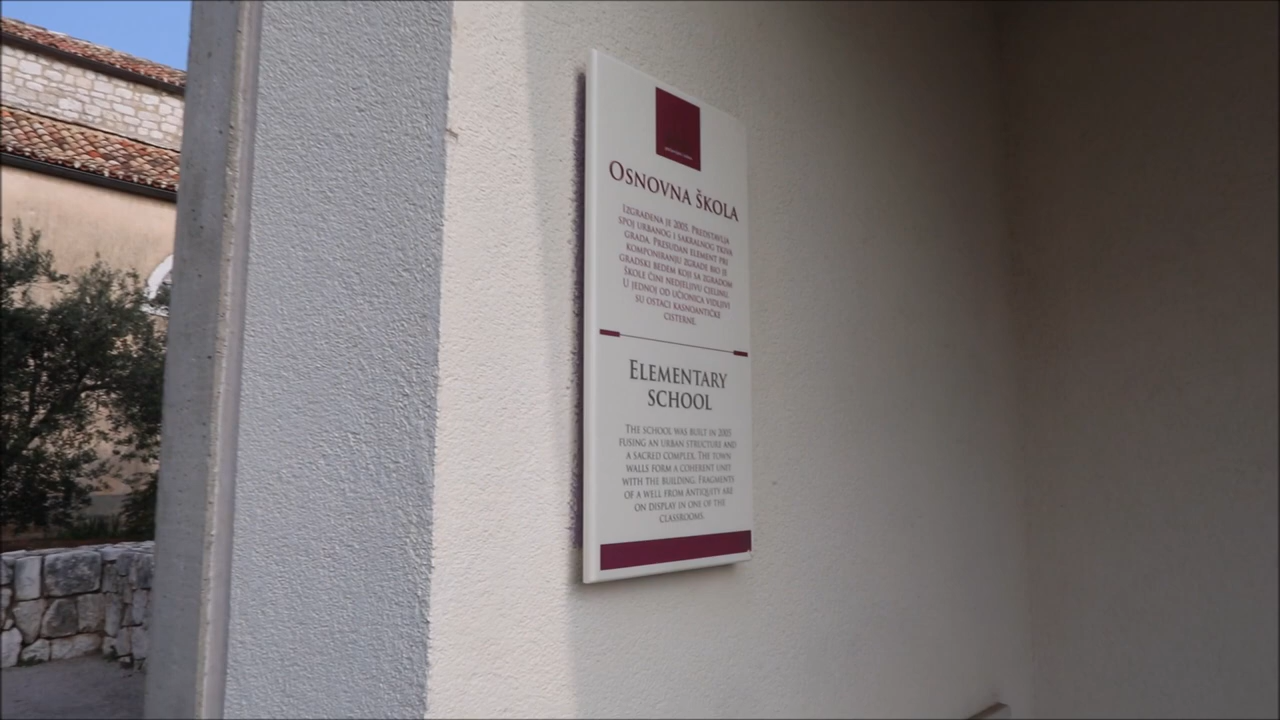 OSNOVNA ŠKOLA
IZGRAĐENA JE 2005. PREDSTAVLJA
SPOJ URBANOG I SAKRALNOG TKIVA
GRADA. PRESUDAN ELEMENT PRI
KOMPONIRANJU ZGRADE BIO JE
GRADSKI BEDEM KOJI SA ZGRADOM
ŠKOLE ČINI NEDJELJIVU CJELINU.
U JEDNOJ OD UČIONICA VIDLJIVI
SU OSTACI KASNOANTIČKE
CISTERNE.
ELEMENTARY
SCHOOL
THE SCHOOL WAS BUILT IN 2005
FUSING AN URBAN STRUCTURE AND
A SACRED COMPLEX. THE TOWN
WALLS FORM A COHERENT UNIT
WITH THE BUILDING. FRAGMENTS
OF A WELL FROM ANTIQUITY ARE
ON DISPLAY IN ONE OF THE
CLASSROOMS.